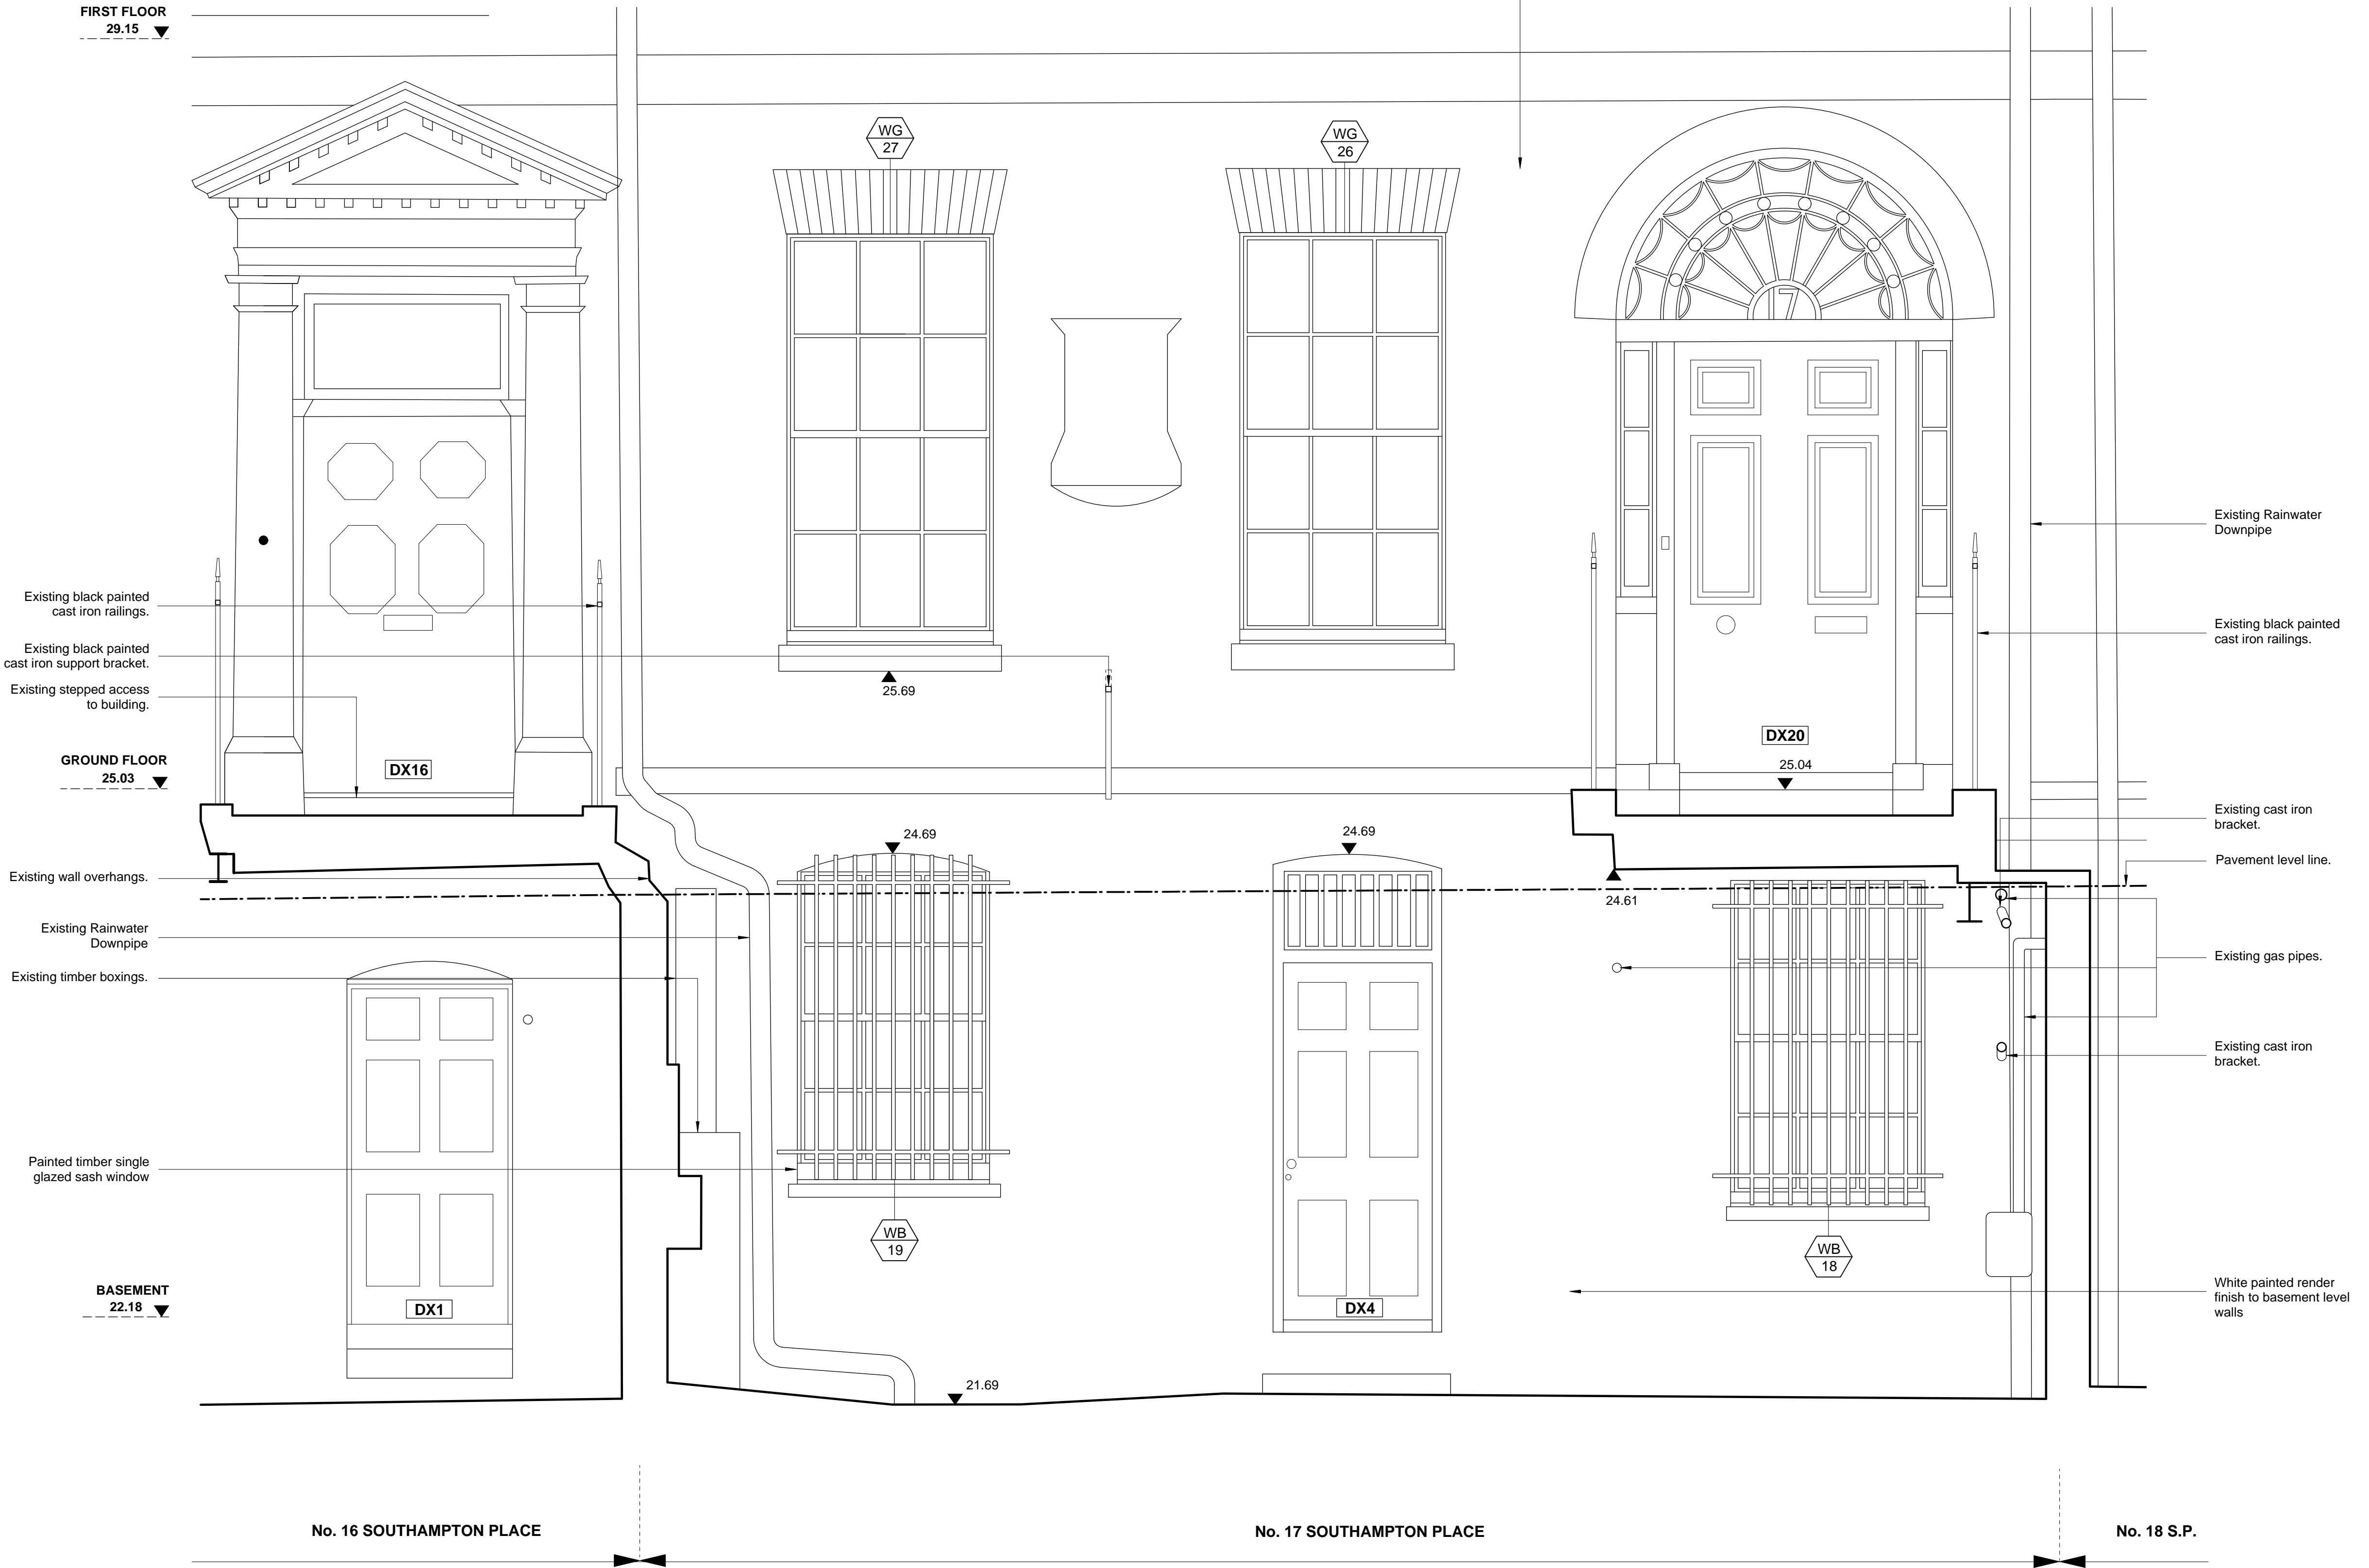 FIRST FLOOR
29.15
WG
27
WG
26
17
Existing Rainwater
Downpipe
Existing black painted
cast iron railings.
Existing black painted
cast iron railings.
Existing black painted
cast iron support bracket.
Existing stepped access
to building.
25.69
DX20
25.04
GROUND FLOOR
25.03
DX16
Existing cast iron
bracket.
24.69
24.69
Pavement level line.
Existing wall overhangs.
24.61
Existing Rainwater
Downpipe
Existing gas pipes.
Existing timber boxings.
Existing cast iron
bracket.
Painted timber single
glazed sash window
WB
19
WB
18
BASEMENT
22.18
DX1
DX4
White painted render
finish to basement level
walls
21.69
No. 16 SOUTHAMPTON PLACE
No. 17 SOUTHAMPTON PLACE
No. 18 S.P.